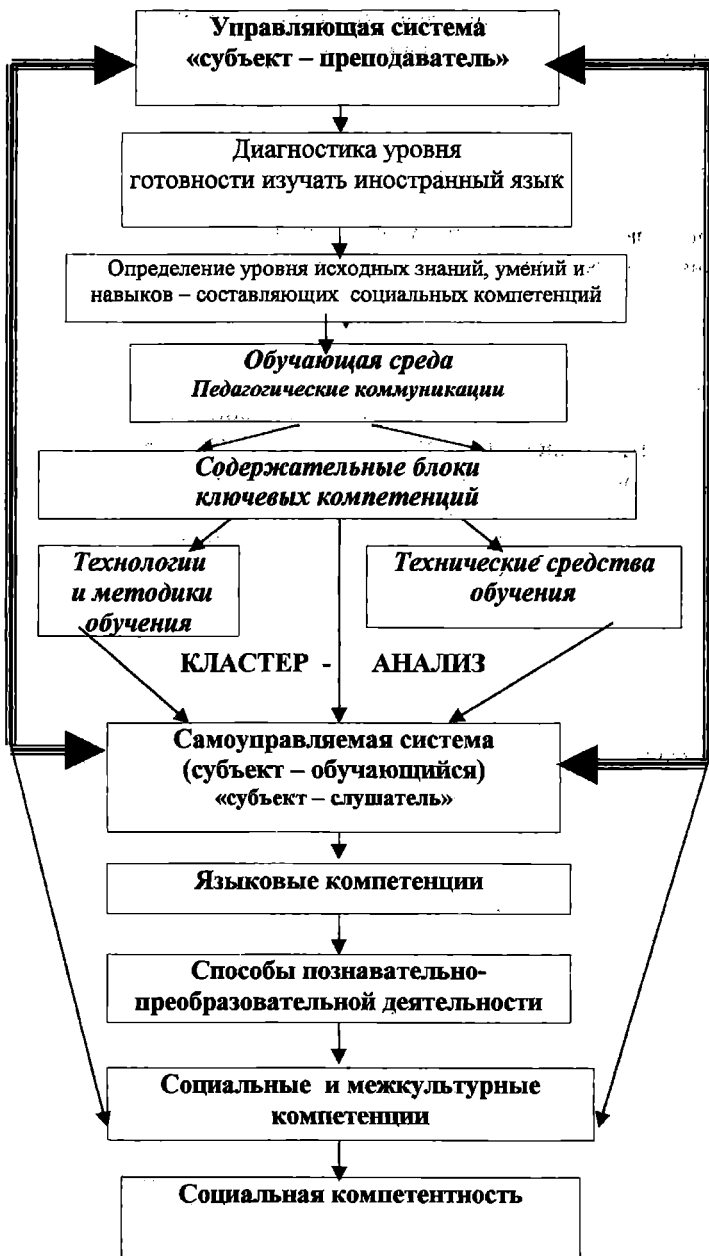 Управляющая система
«субъект – преподаватель»
Диагностика уровня
готовности изучать иностранный язык
Определение уровня исходных знаний, умений и
навыков – составляющих социальных компетенций
Обучающая среда
Педагогические коммуникации
Содержательные блоки
ключевых компетенций
Технологии
и методики
обучения
Технические средства
обучения
КЛАСТЕР - АНАЛИЗ
Самоуправляемая система
(субъект – обучающийся)
«субъект – слушатель»
Языковые компетенции
Способы познавательно-
преобразовательной деятельности
Социальные и межкультурные
компетенции
Социальная компетентность